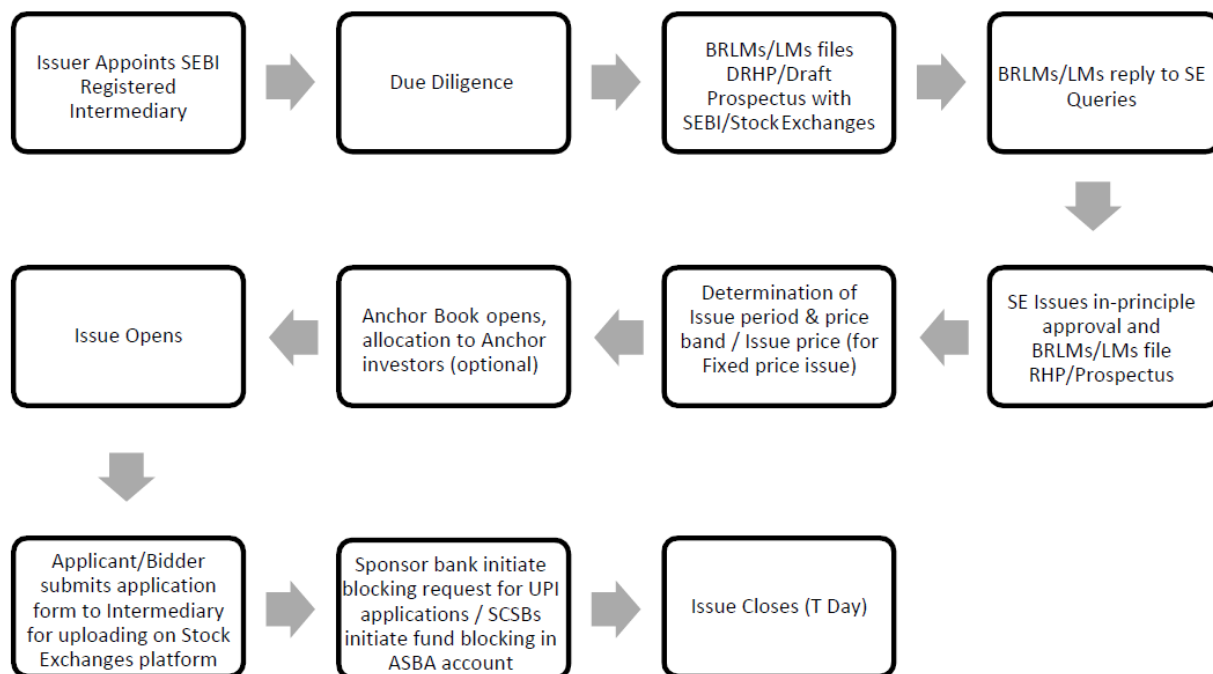 Issuer Appoints SEBI
Registered
Intermediary
Due Diligence
BRLMs/LMs files
DRHP/Draft
Prospectus with
SEBI/Stock Exchanges
BRLMs/LMs reply to SE
Queries
SE Issues in-principle
approval and
BRLMs/LMs file
RHP/Prospectus
Determination of
Issue period & price
band / Issue price (for
Fixed price issue)
Anchor Book opens,
allocation to Anchor
investors (optional)
Issue Opens
Applicant/Bidder
submits application
form to Intermediary
for uploading on Stock
Exchanges platform
Sponsor bank initiate
blocking request for UPI
applications / SCSBs
initiate fund blocking in
ASBA account
Issue Closes (T Day)